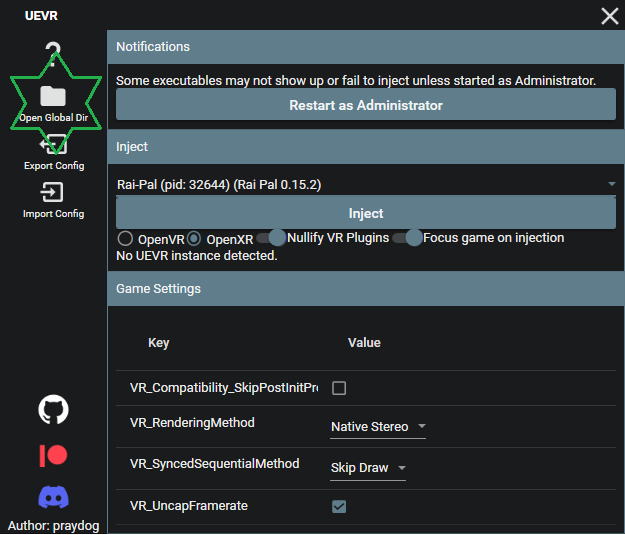 UEVR
Notifications
Some executables may not show up or fail to inject unless started as Administrator.
Restart as Administrator
Open Global Dir
Export Config
Import Config
Inject
Rai-Pal (pid: 32644) (Rai Pal 0.15.2)
Inject
OpenVR OpenXR Nullify VR Plugins Focus game on injection
No UEVR instance detected.
Game Settings
Key Value
VR_Compatibility_SkipPostInitPr
VR_RenderingMethod Native Stereo
VR_SyncedSequentialMethod Skip Draw
VR_UncapFramerate
Author: praydog